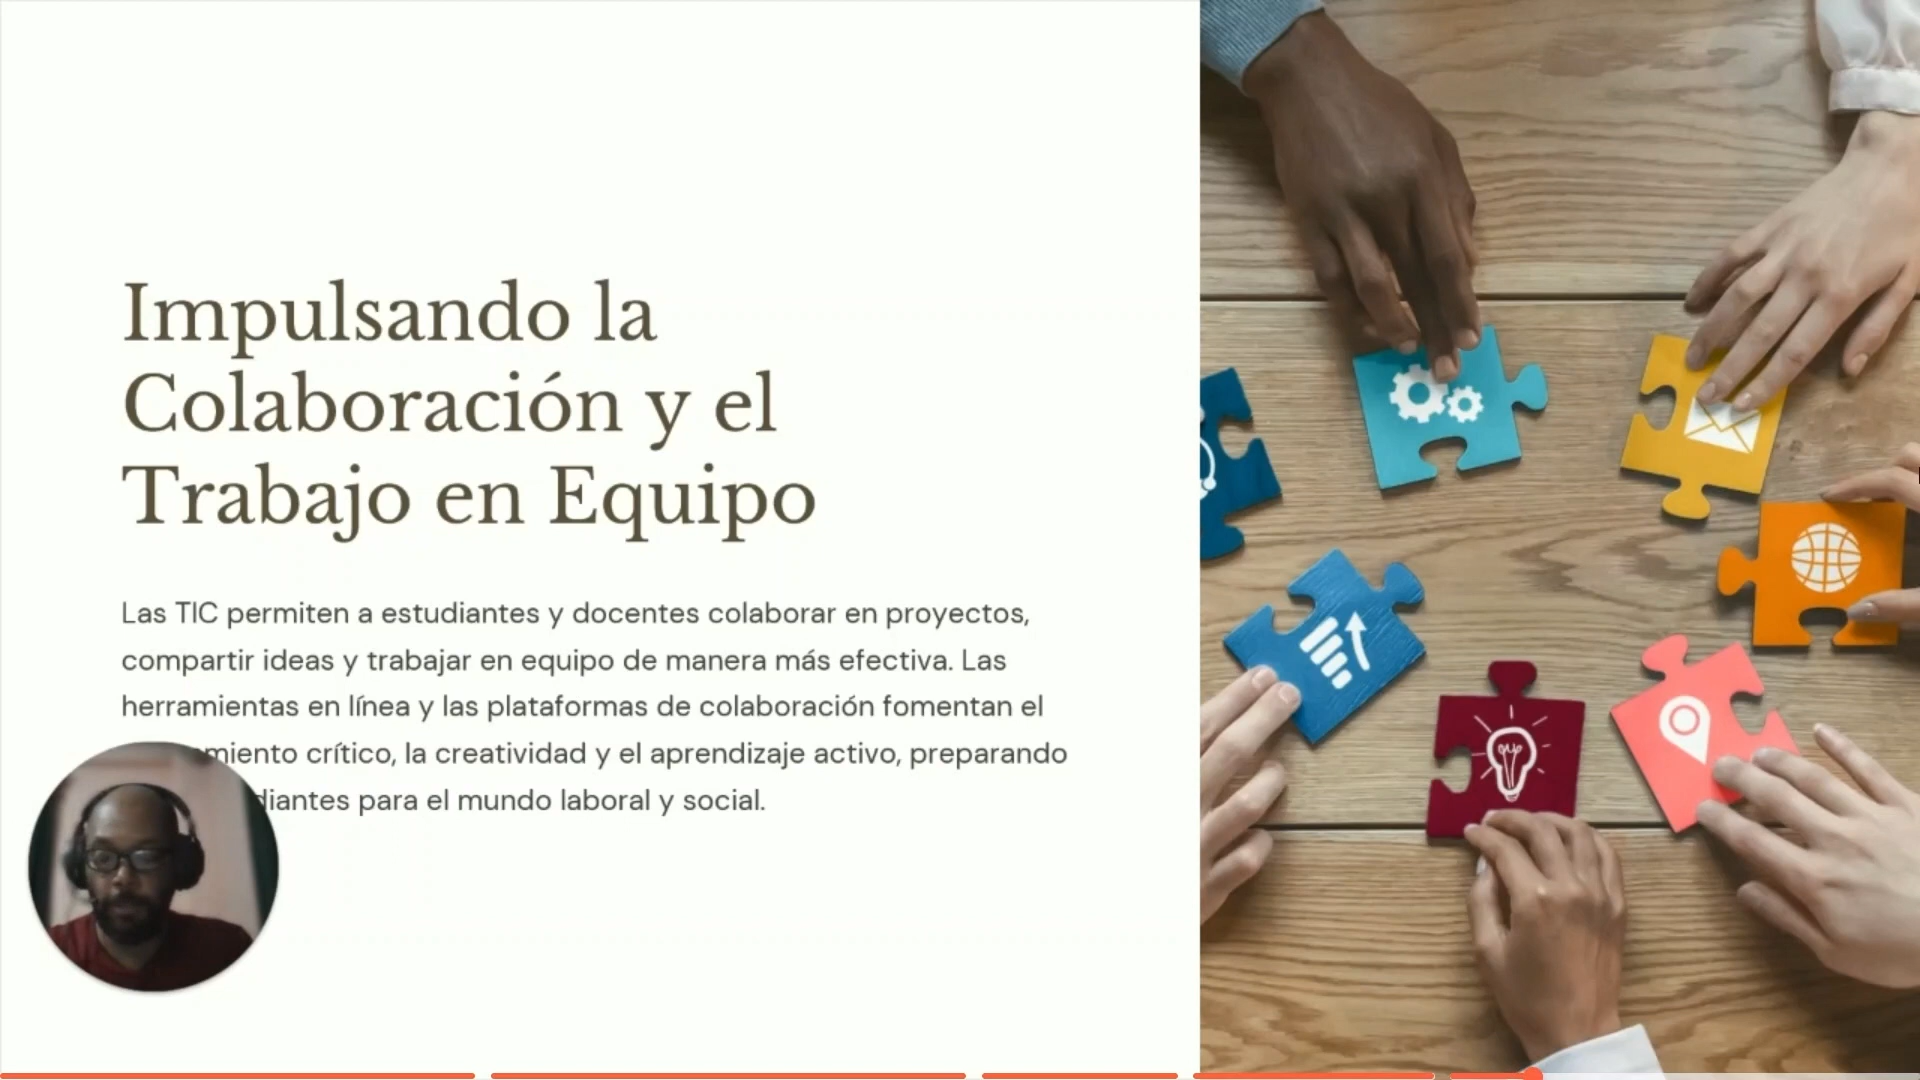 Impulsando la
Colaboración y el
Trabajo en Equipo
Las TIC permiten a estudiantes y docentes colaborar en proyectos,
compartir ideas y trabajar en equipo de manera más efectiva. Las
herramientas en línea y las plataformas de colaboración fomentan el
crítico, la creatividad y el aprendizaje activo, preparando
para el mundo laboral y social.